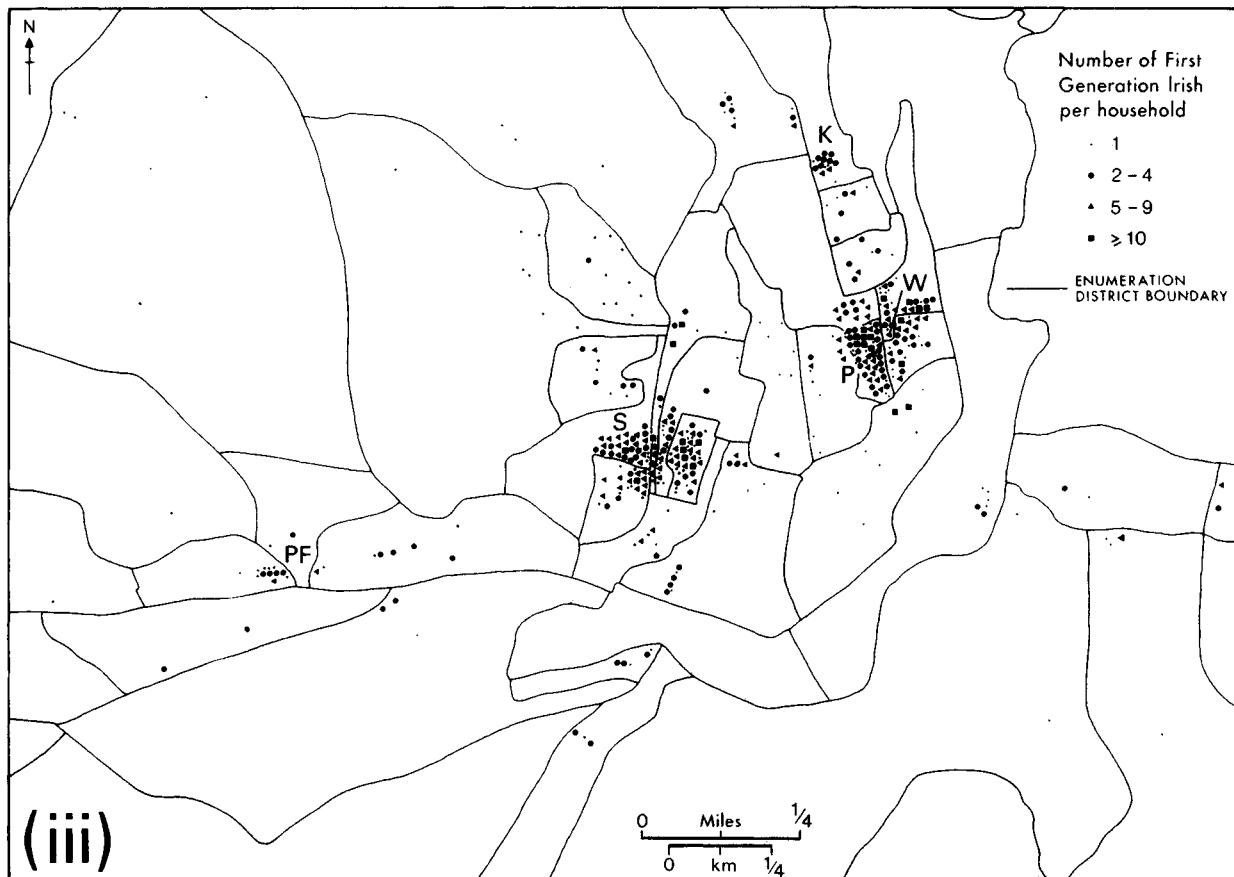 N
Number of First
Generation Irish
per household
1
2 – 4
5 – 9
⩾ 10
ENUMERATION
DISTRICT BOUNDARY
K
W
P
S
PF
(iii)
0 Miles 1/4
0 km 1/4